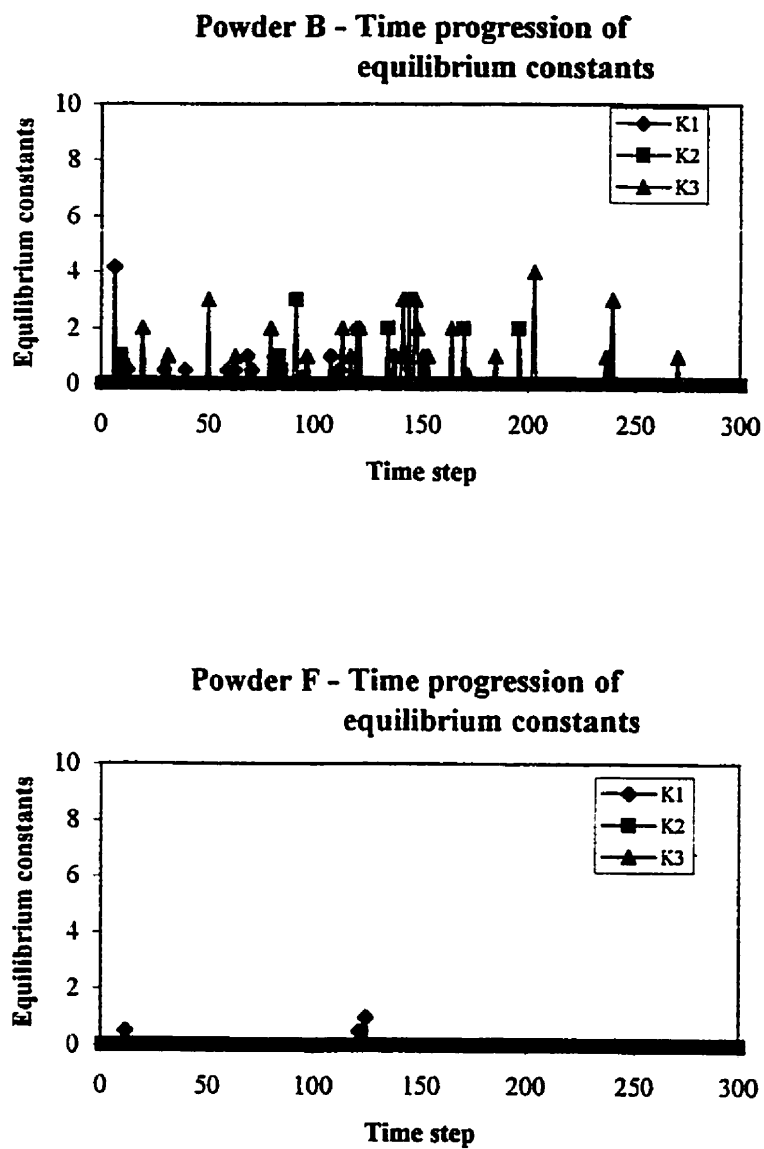 Powder B - Time progression of
equilibrium constants
Equilibrium constants
10
8
6
4
2
0
K1
K2
K3
0 50 100 150 200 250 300
Time step
Powder F - Time progression of
equilibrium constants
Equilibrium constants
10
8
6
4
2
0
K1
K2
K3
0 50 100 150 200 250 300
Time step